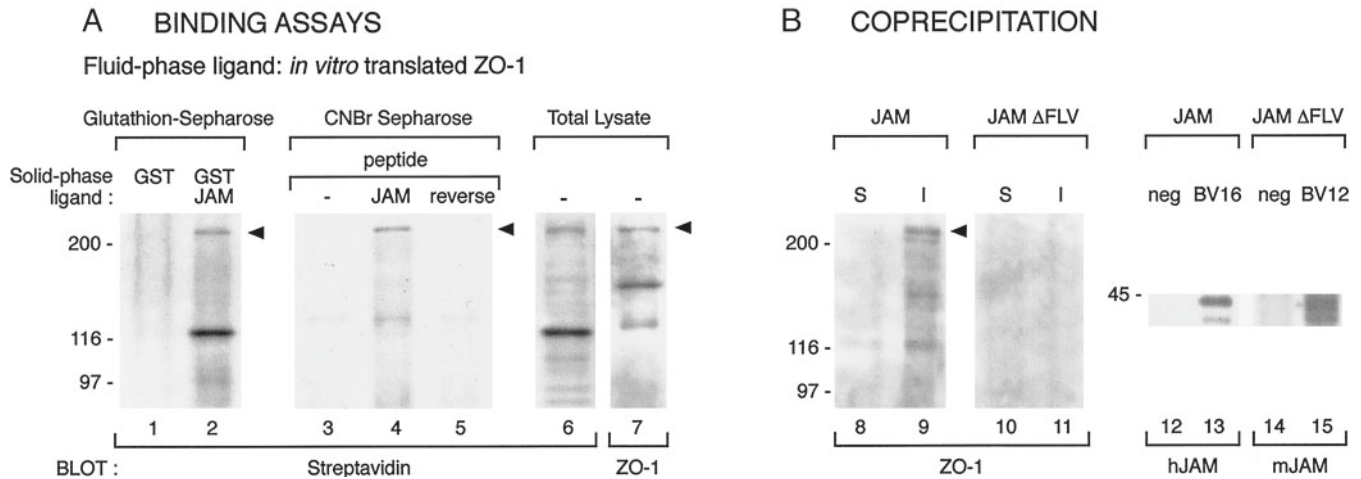 A BINDING ASSAYS
Fluid-phase ligand: in vitro translated ZO-1
Glutathion-Sepharose CNBr Sepharose Total Lysate
peptide
Solid-phase ligand : GST GST JAM - JAM reverse - -
200 -
116 -
97 -
1 2 3 4 5 6 7
BLOT : Streptavidin ZO-1
B COPRECIPITATION
JAM JAM ΔFLV JAM JAM ΔFLV
S I S I neg BV16 neg BV12
200 -
45 -
116 -
97 -
8 9 10 11 12 13 14 15
ZO-1 hJAM mJAM